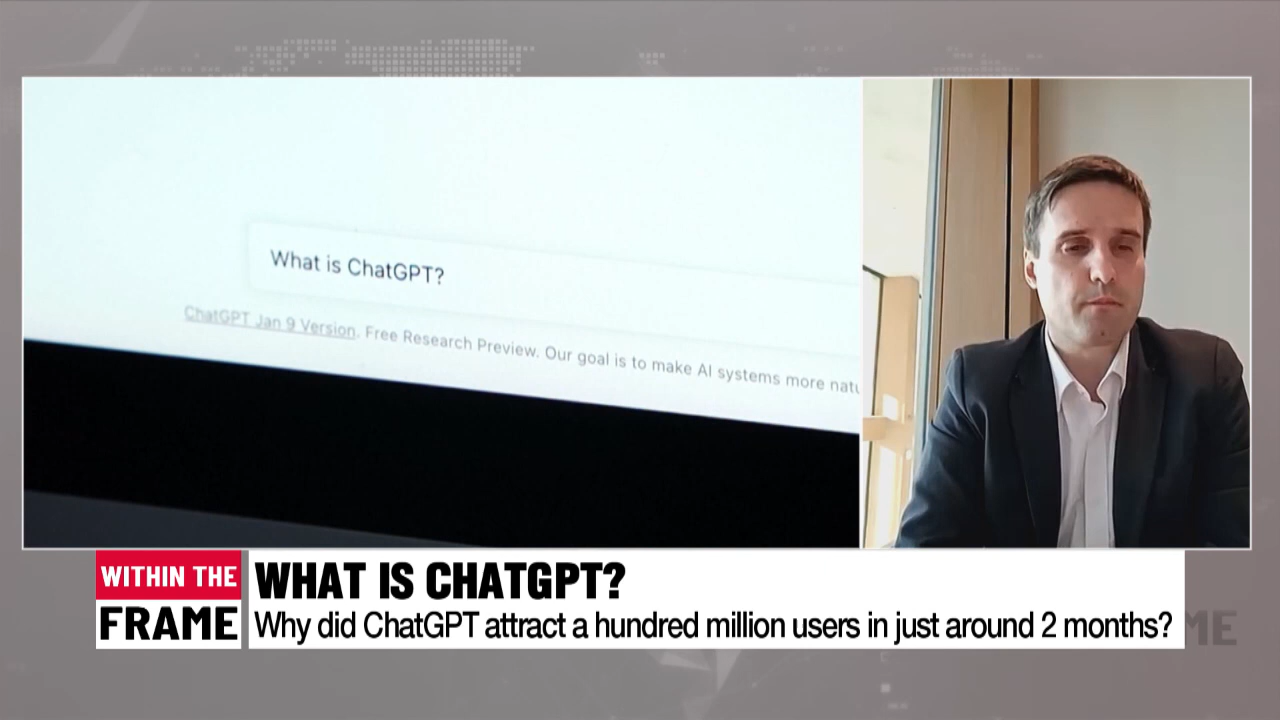 What is ChatGPT?
ChatGPT Jan 9 Version. Free Research Preview. Our goal is to make AI systems more natu
WITHIN THE
FRAME
WHAT IS CHATGPT?
Why did ChatGPT attract a hundred million users in just around 2 months?
ME